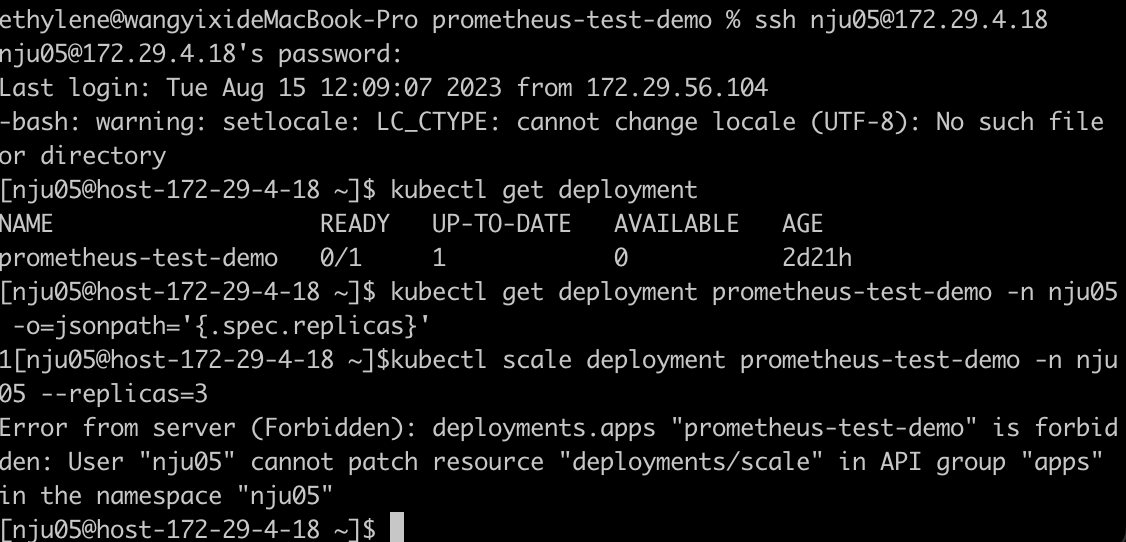 ethylene@wangyixideMacBook-Pro prometheus-test-demo % ssh nju05@172.29.4.18
nju05@172.29.4.18's password:
Last login: Tue Aug 15 12:09:07 2023 from 172.29.56.104
-bash: warning: setlocale: LC_CTYPE: cannot change locale (UTF-8): No such file
or directory
[nju05@host-172-29-4-18 ~]$ kubectl get deployment
NAME                   READY   UP-TO-DATE   AVAILABLE   AGE
prometheus-test-demo   0/1     1            0           2d21h
[nju05@host-172-29-4-18 ~]$ kubectl get deployment prometheus-test-demo -n nju05
 -o=jsonpath='{.spec.replicas}'
1[nju05@host-172-29-4-18 ~]$kubectl scale deployment prometheus-test-demo -n nju
05 --replicas=3
Error from server (Forbidden): deployments.apps "prometheus-test-demo" is forbid
den: User "nju05" cannot patch resource "deployments/scale" in API group "apps"
in the namespace "nju05"
[nju05@host-172-29-4-18 ~]$